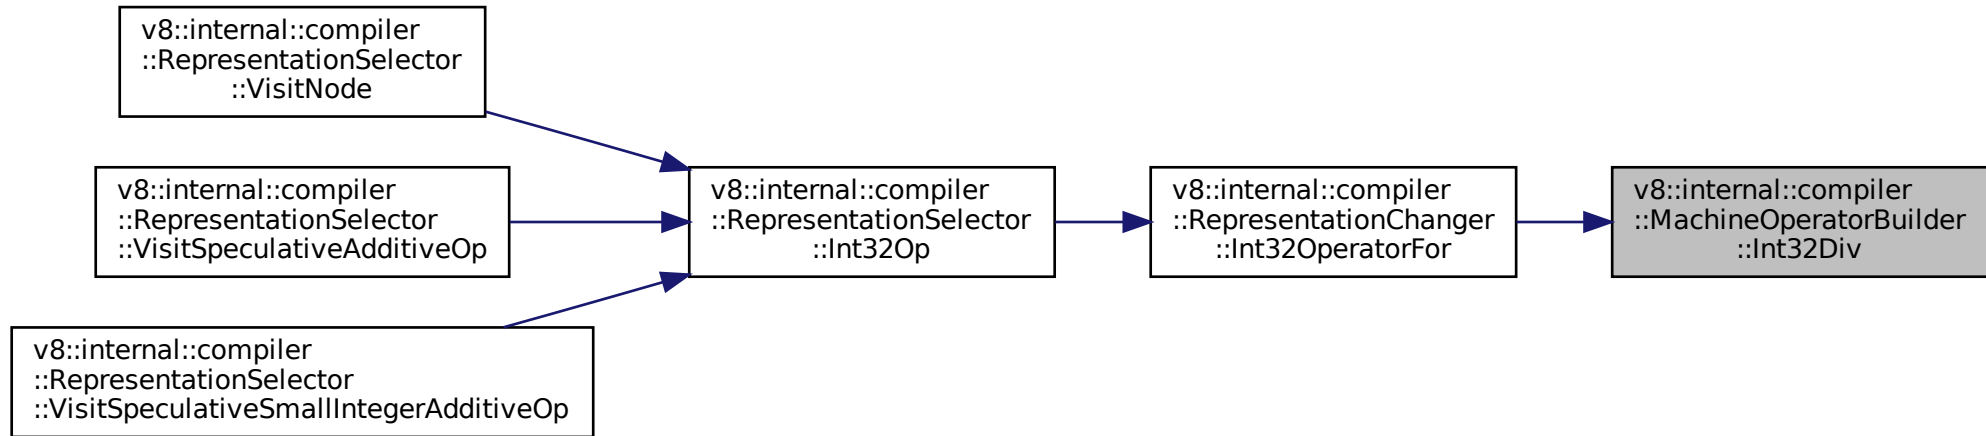 v8::internal::compiler
::RepresentationSelector
::VisitNode
v8::internal::compiler
::RepresentationSelector
::VisitSpeculativeAdditiveOp
v8::internal::compiler
::RepresentationSelector
::VisitSpeculativeSmallIntegerAdditiveOp
v8::internal::compiler
::RepresentationSelector
::Int32Op
v8::internal::compiler
::RepresentationChanger
::Int32OperatorFor
v8::internal::compiler
::MachineOperatorBuilder
::Int32Div